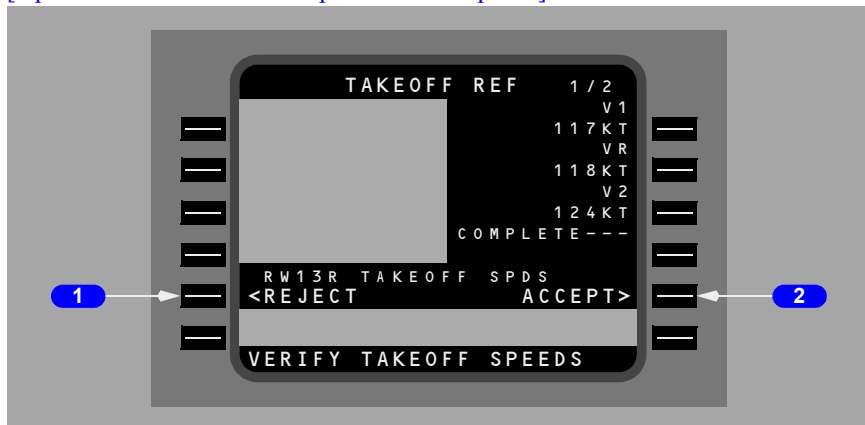 TAKEOFF REF 1/2
V1
117KT
VR
118KT
V2
124KT
COMPLETE---
RW13R TAKEOFF SPDS
<REJECT ACCEPT>
1 2
VERIFY TAKEOFF SPEEDS